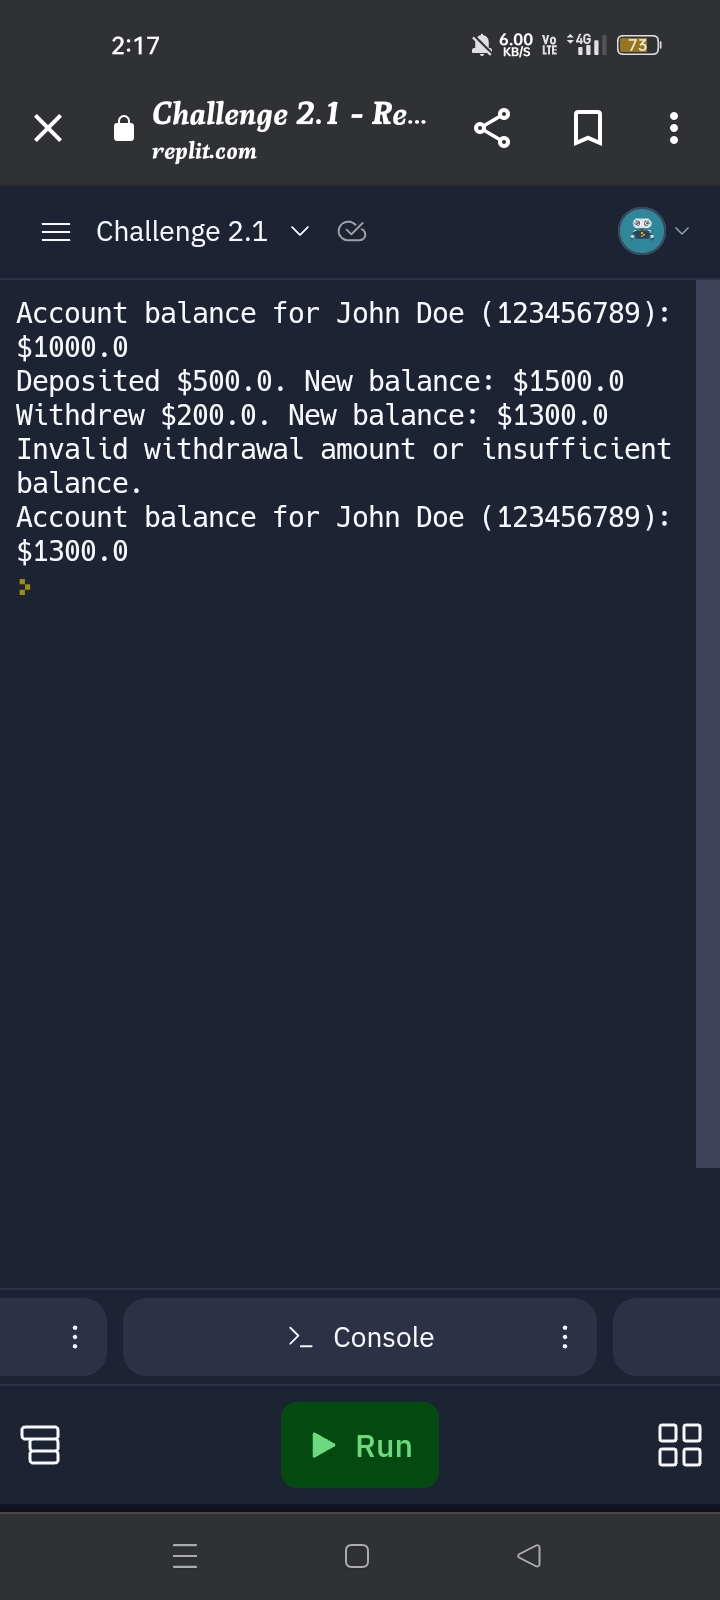 2:17
6.00
KB/S
Vo
LTE
4G
73
Challenge 2.1 - Re...
replit.com
Challenge 2.1
Account balance for John Doe (123456789):
$1000.0
Deposited $500.0. New balance: $1500.0
Withdrew $200.0. New balance: $1300.0
Invalid withdrawal amount or insufficient
balance.
Account balance for John Doe (123456789):
$1300.0
Console
Run